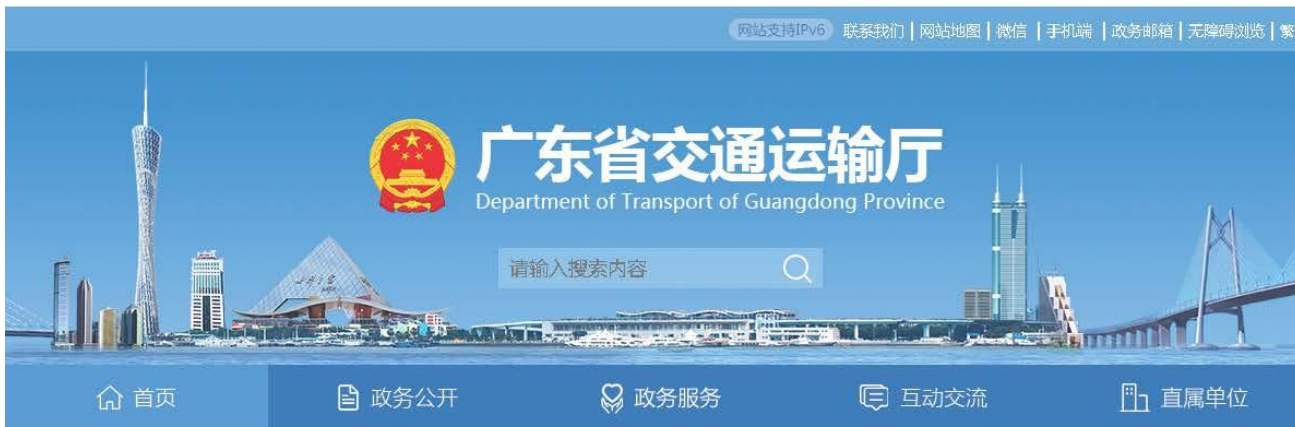 网站支持IPv6 联系我们 | 网站地图 | 微信 | 手机端 | 政务邮箱 | 无障碍浏览 | 繁
广东省交通运输厅
Department of Transport of Guangdong Province
请输入搜索内容
首页 政务公开 政务服务 互动交流 直属单位